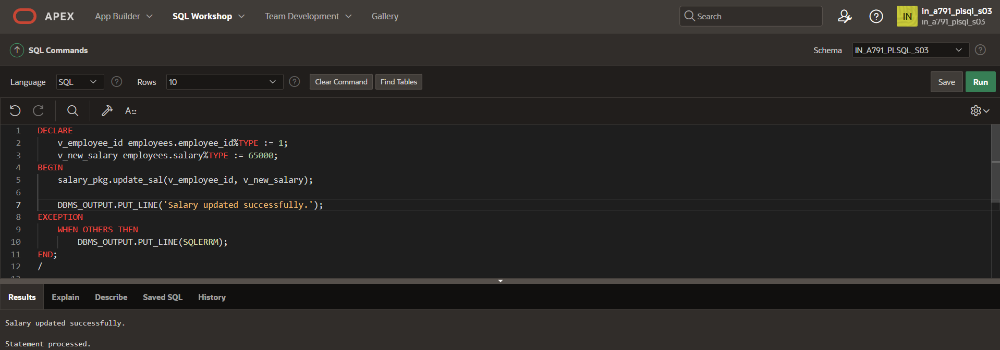 APEX App Builder SQL Workshop Team Development Gallery Search ? IN in_a791_plsql_s03
in_a791_plsql_s03
SQL Commands Schema IN_A791_PLSQL_S03 ?
Language SQL ? Rows 10 ? Clear Command Find Tables Save Run
A::
1 DECLARE
2 v_employee_id employees.employee_id%TYPE := 1;
3 v_new_salary employees.salary%TYPE := 65000;
4 BEGIN
5 salary_pkg.update_sal(v_employee_id, v_new_salary);
6
7 DBMS_OUTPUT.PUT_LINE('Salary updated successfully.');
8 EXCEPTION
9 WHEN OTHERS THEN
10 DBMS_OUTPUT.PUT_LINE(SQLERRM);
11 END;
12 /
Results Explain Describe Saved SQL History
Salary updated successfully.
Statement processed.